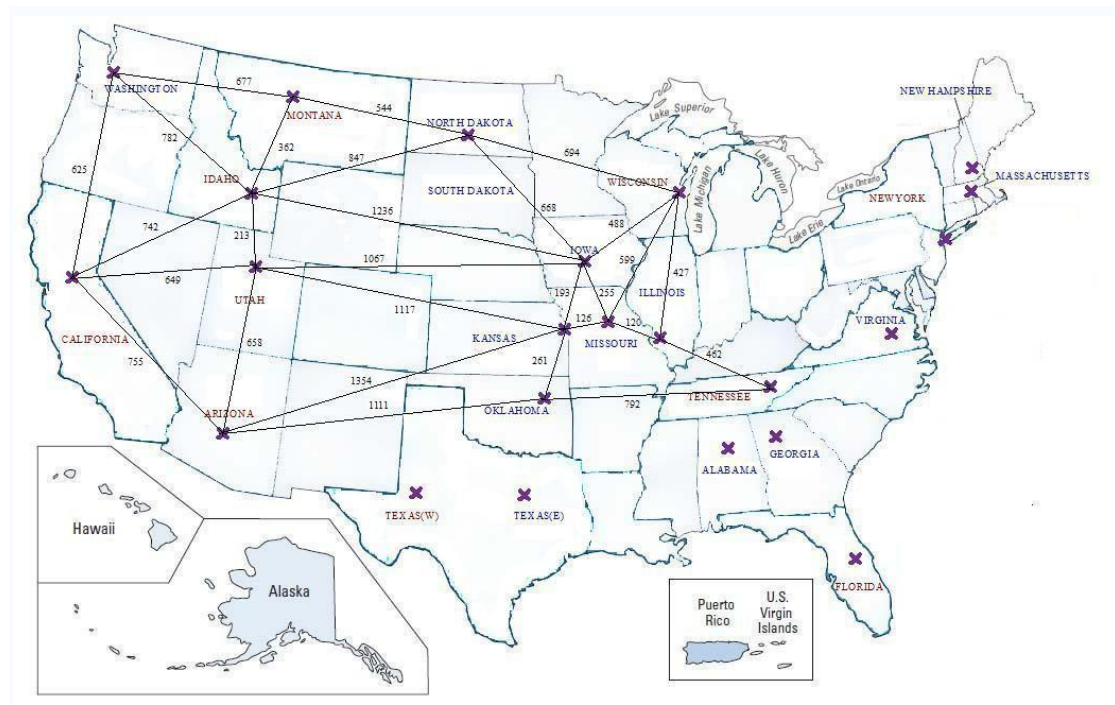 NEW HAMPSHIRE
677
WASHINGTON
544
MONTANA
Lake Superior
NORTH DAKOTA
782
362
847
694
Lake Huron
625
IDAHO
SOUTH DAKOTA
WISCONSIN
Lake Michigan
Lake Ontario
MASSACHUSETTS
NEWYORK
742
213
1236
668
488
Lake Erie
649
UTAH
1067
IOWA
599
427
193
255
ILLINOIS
1117
126
120
VIRGINIA
CALIFORNIA
658
KANSAS
MISSOURI
755
261
462
1354
1111
ARIZONA
OKLAHOMA
792
TENNESSEE
ALABAMA
GEORGIA
TEXAS(W)
TEXAS(E)
Hawaii
Alaska
FLORIDA
Puerto
Rico
U.S.
Virgin
Islands